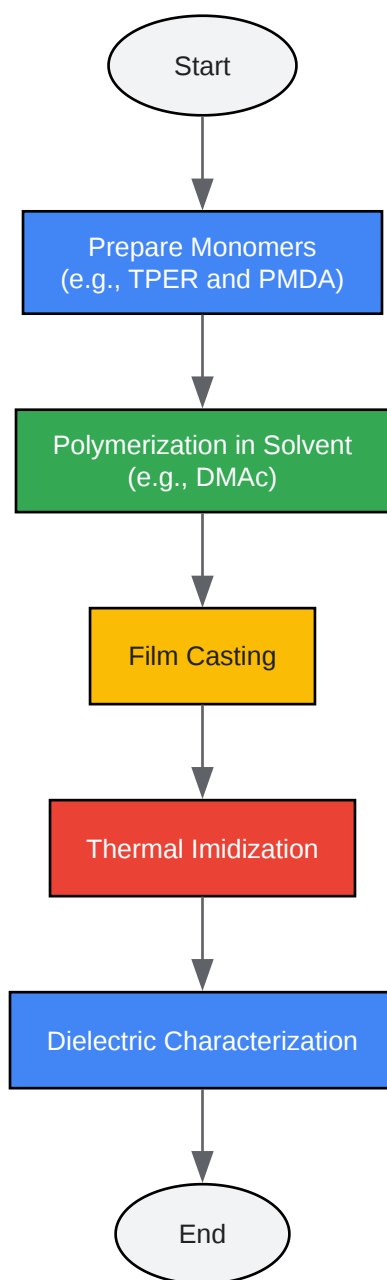 Start
Prepare Monomers
(e.g., TPER and PMDA)
Polymerization in Solvent
(e.g., DMAc)
Film Casting
Thermal Imidization
Dielectric Characterization
End